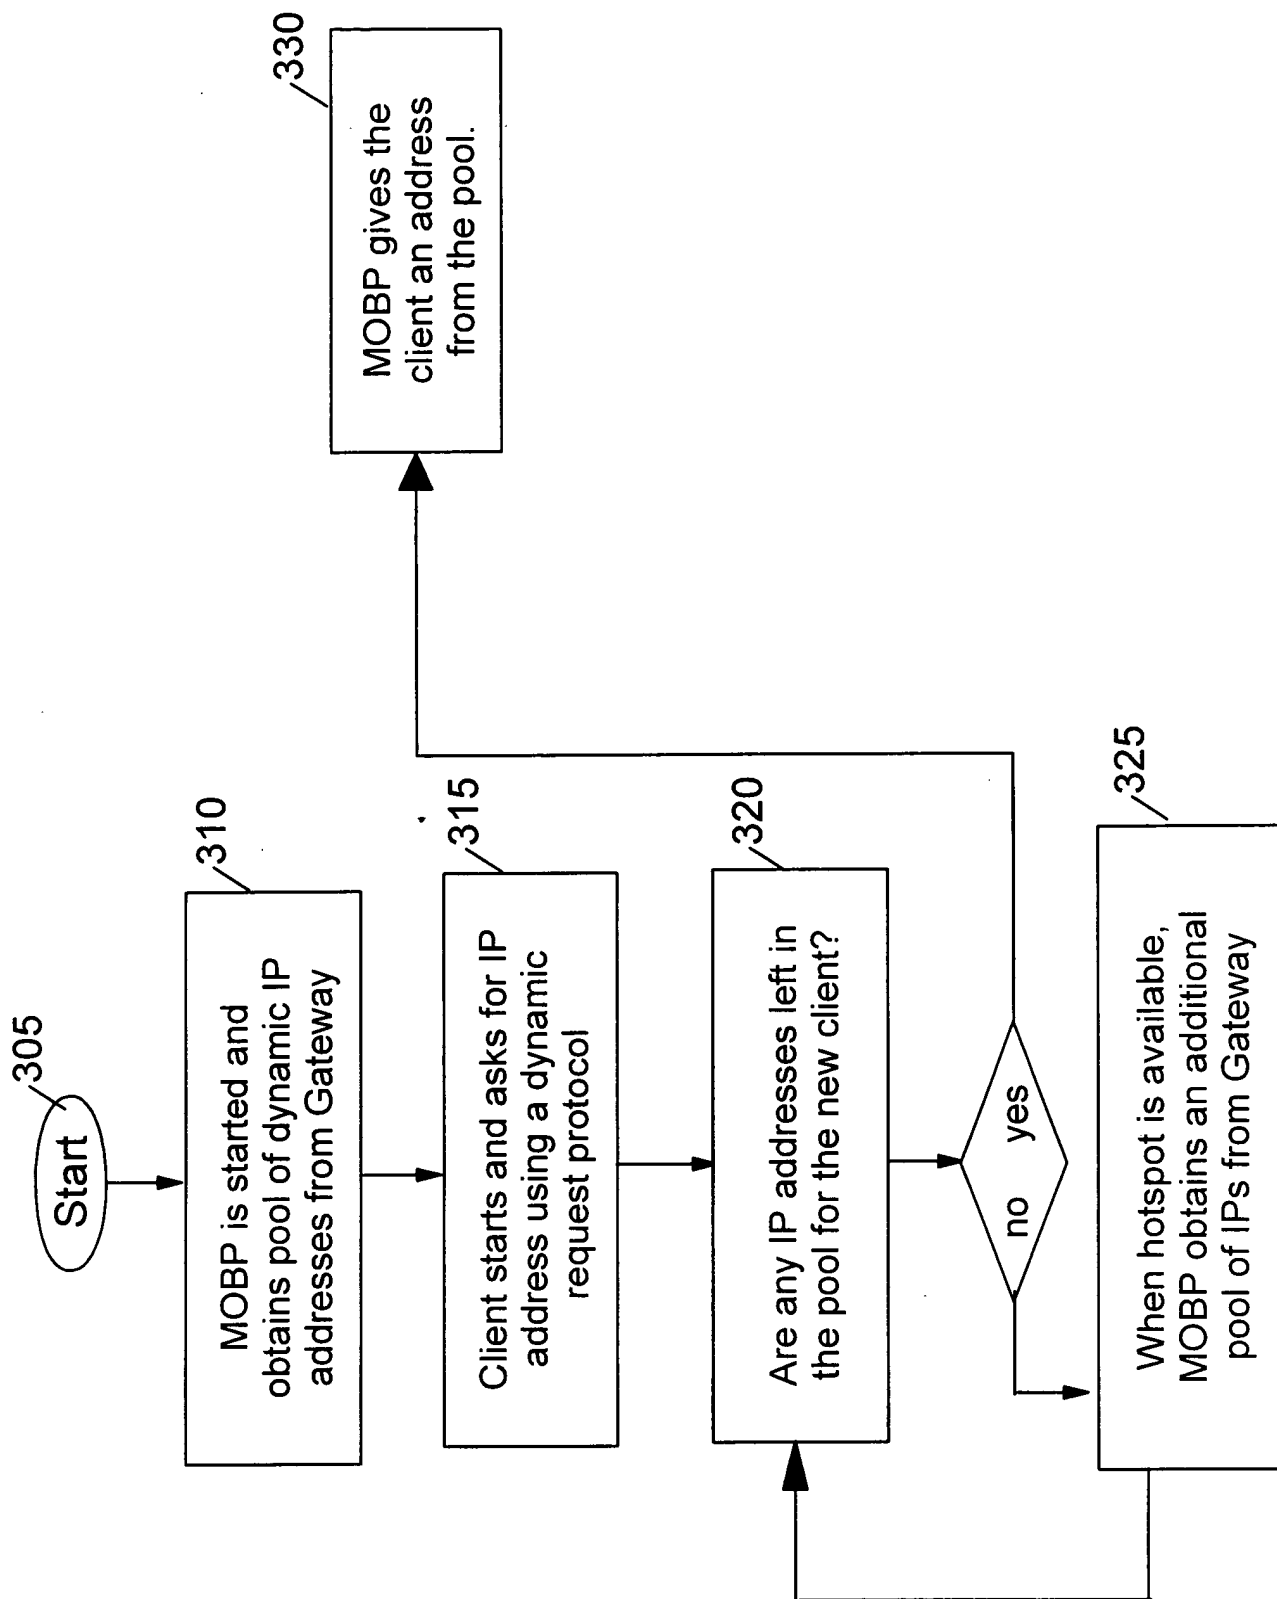 305
Start
310
MOBP is started and
obtains pool of dynamic IP
addresses from Gateway
315
Client starts and asks for IP
address using a dynamic
request protocol
320
Are any IP addresses left in
the pool for the new client?
no yes
325
When hotspot is available,
MOBP obtains an additional
pool of IPs from Gateway
330
MOBP gives the
client an address
from the pool.